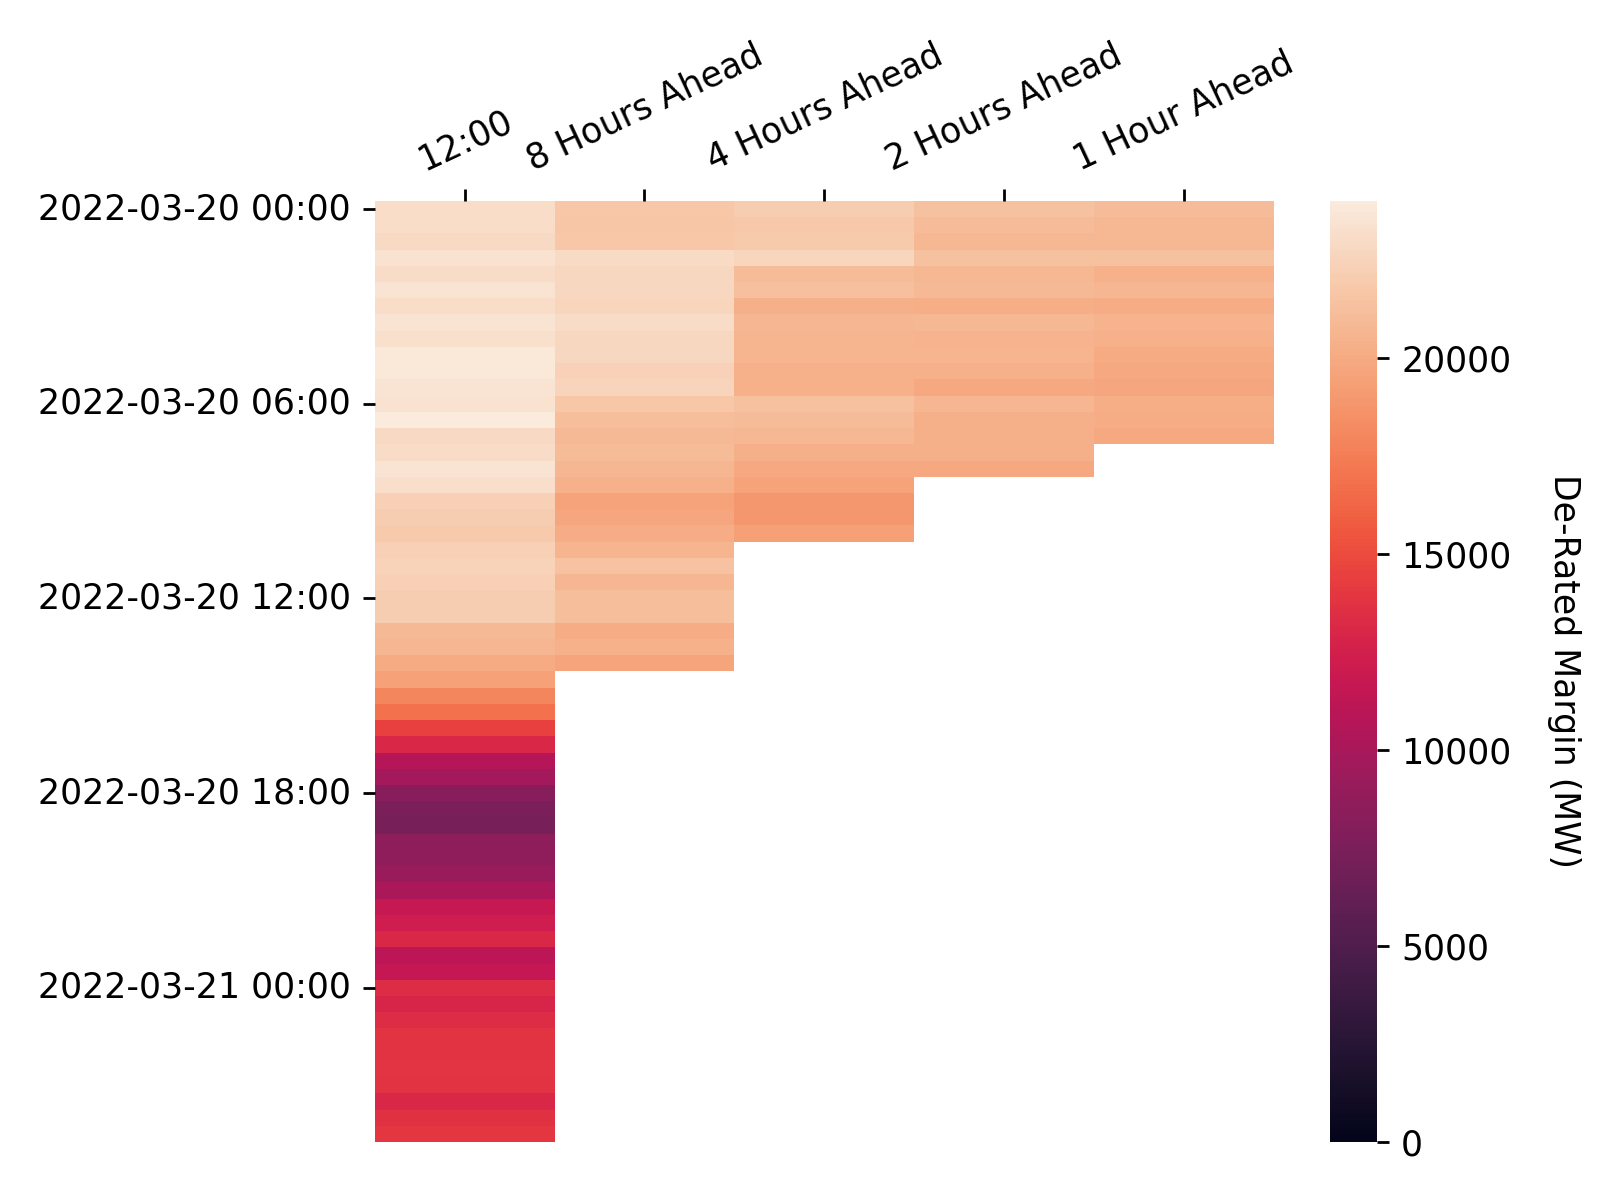 12:00
8 Hours Ahead
4 Hours Ahead
2 Hours Ahead
1 Hour Ahead
2022-03-20 00:00
2022-03-20 06:00
2022-03-20 12:00
2022-03-20 18:00
2022-03-21 00:00
20000
15000
10000
5000
0
De-Rated Margin (MW)